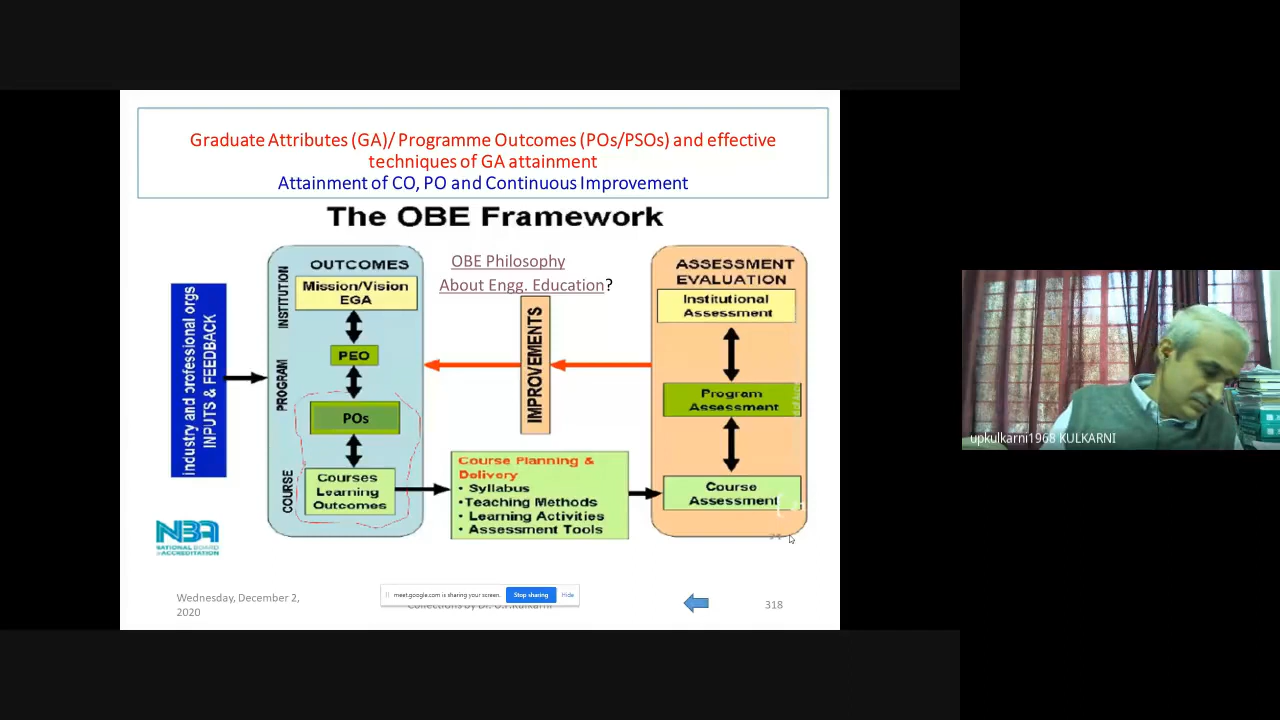 Graduate Attributes (GA)/ Programme Outcomes (POs/PSOs) and effective
techniques of GA attainment
Attainment of CO, PO and Continuous Improvement
The OBE Framework
industry and professional orgs
INPUTS & FEEDBACK
INSTITUTION
PROGRAM
COURSE
OUTCOMES
Mission/Vision
EGA
PEO
POs
Courses
Learning
Outcomes
OBE Philosophy
About Engg. Education?
IMPROVEMENTS
Course Planning &
Delivery
• Syllabus
•Teaching Methods
• Learning Activities
• Assessment Tools
ASSESSMENT
EVALUATION
Institutional
Assessment
Program
Assessment
Course
Assessment
NBA
NATIONAL BOARD
of ACCREDITATION
Wednesday, December 2,
2020
meet.google.com is sharing your screen.
Stop sharing
Hide
Collections by Dr. U.P.Kulkarni
318
upkulkarni1968 KULKARNI